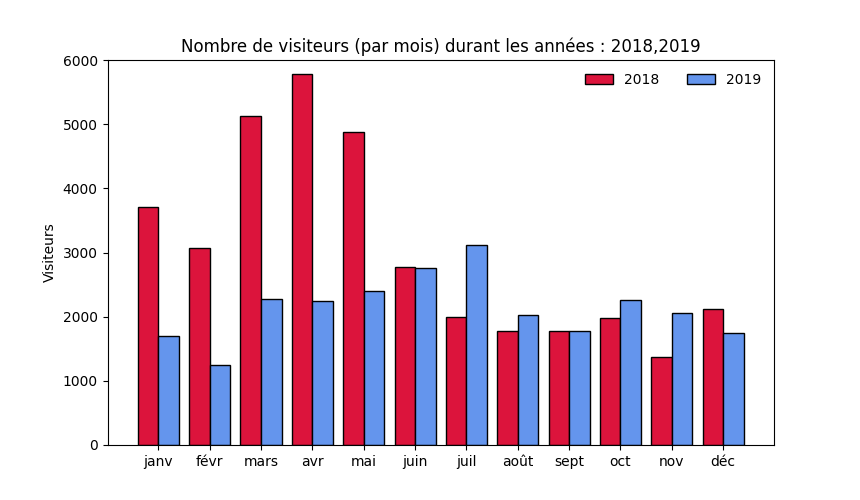 Nombre de visiteurs (par mois) durant les années : 2018,2019
2018 2019
6000
5000
4000
3000
2000
1000
0
Visiteurs
janv févr mars avr mai juin juil août sept oct nov déc